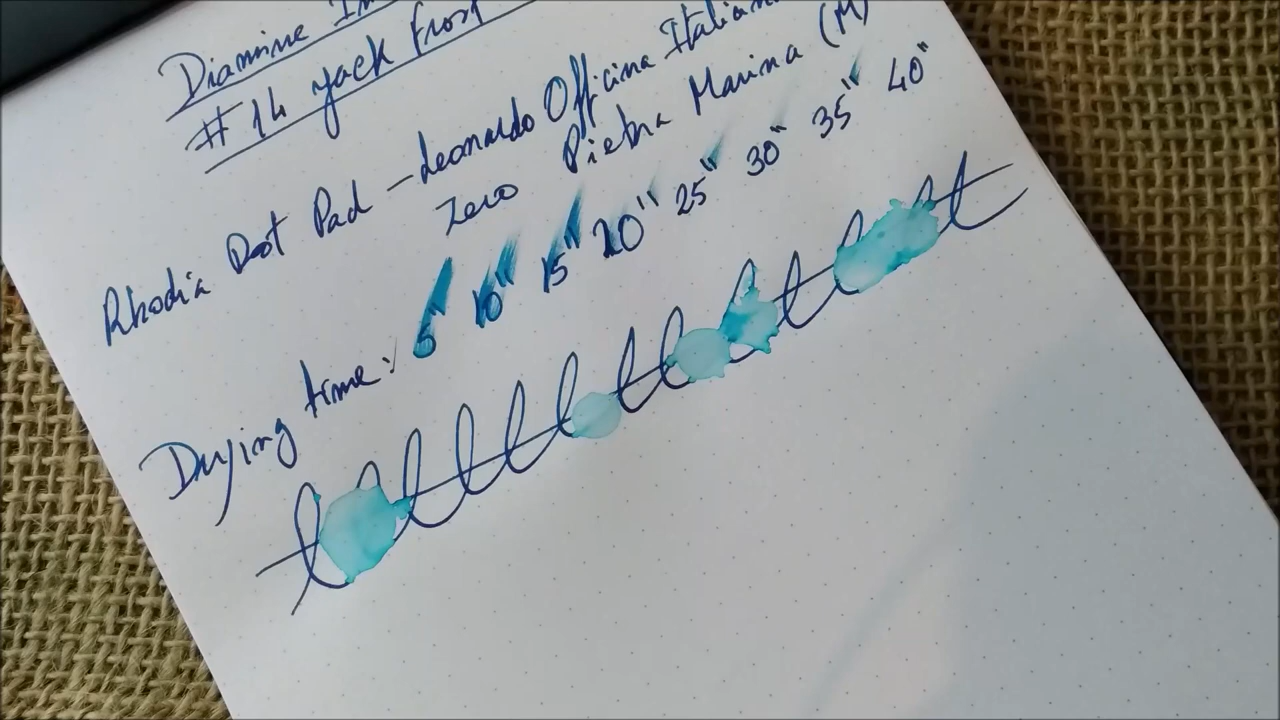 Diamine In
# 14 Jack Frost
Rhodia Dot Pad - Leonardo Officina Italiana
Zero Pietra Marina (M)
Drying time: 5" 10" 15" 20" 25" 30" 35" 40"